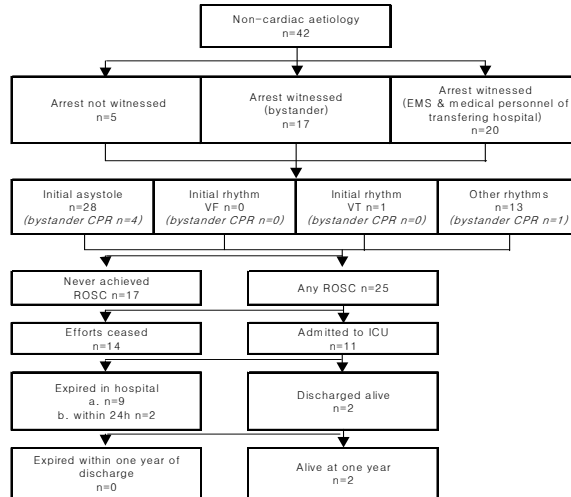 Non-cardiac aetiology
n=42
Arrest not witnessed
n=5
Arrest witnessed
(bystander)
n=17
Arrest witnessed
(EMS & medical personnel of
transfering hospital)
n=20
Initial asystole
n=28
(bystander CPR n=4)
Initial rhythm
VF n=0
(bystander CPR n=0)
Initial rhythm
VT n=1
(bystander CPR n=0)
Other rhythms
n=13
(bystander CPR n=1)
Never achieved
ROSC n=17
Any ROSC n=25
Efforts ceased
n=14
Admitted to ICU
n=11
Expired in hospital
a. n=9
b. within 24h n=2
Discharged alive
n=2
Expired within one year of
discharge
n=0
Alive at one year
n=2